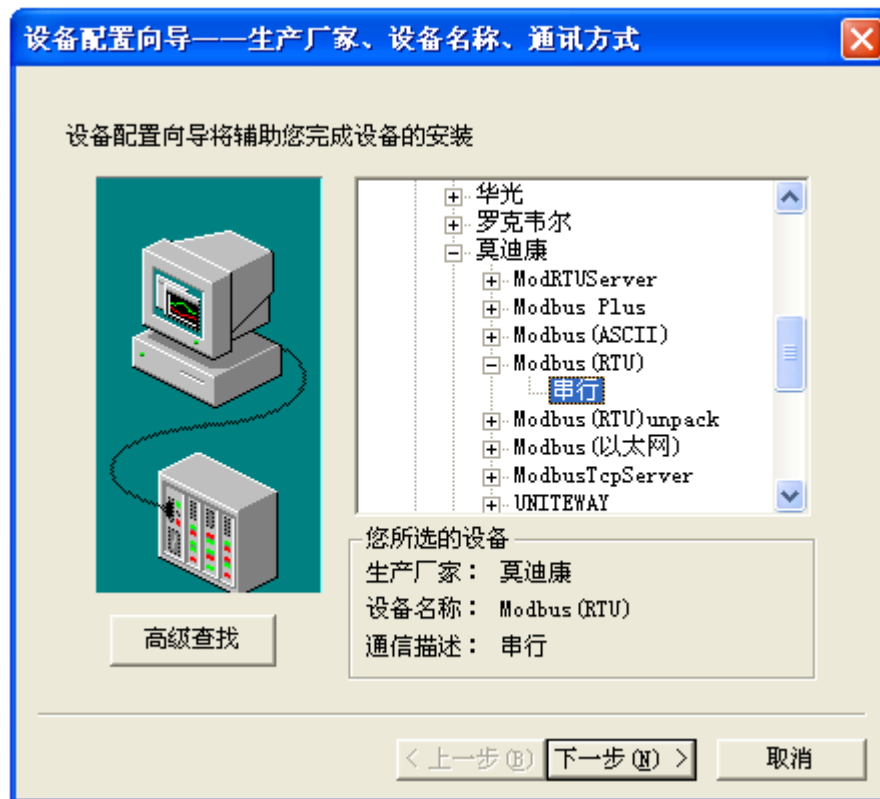 设备配置向导——生产厂家、设备名称、通讯方式
设备配置向导将辅助您完成设备的安装
华光
罗克韦尔
莫迪康
ModRTUServer
Modbus Plus
Modbus(ASCII)
Modbus(RTU)
串行
Modbus(RTU)unpack
Modbus(以太网)
ModbusTcpServer
UNITEWAY
您所选的设备
生产厂家： 莫迪康
设备名称： Modbus(RTU)
通信描述： 串行
高级查找
< 上一步(B) 下一步(N) > 取消